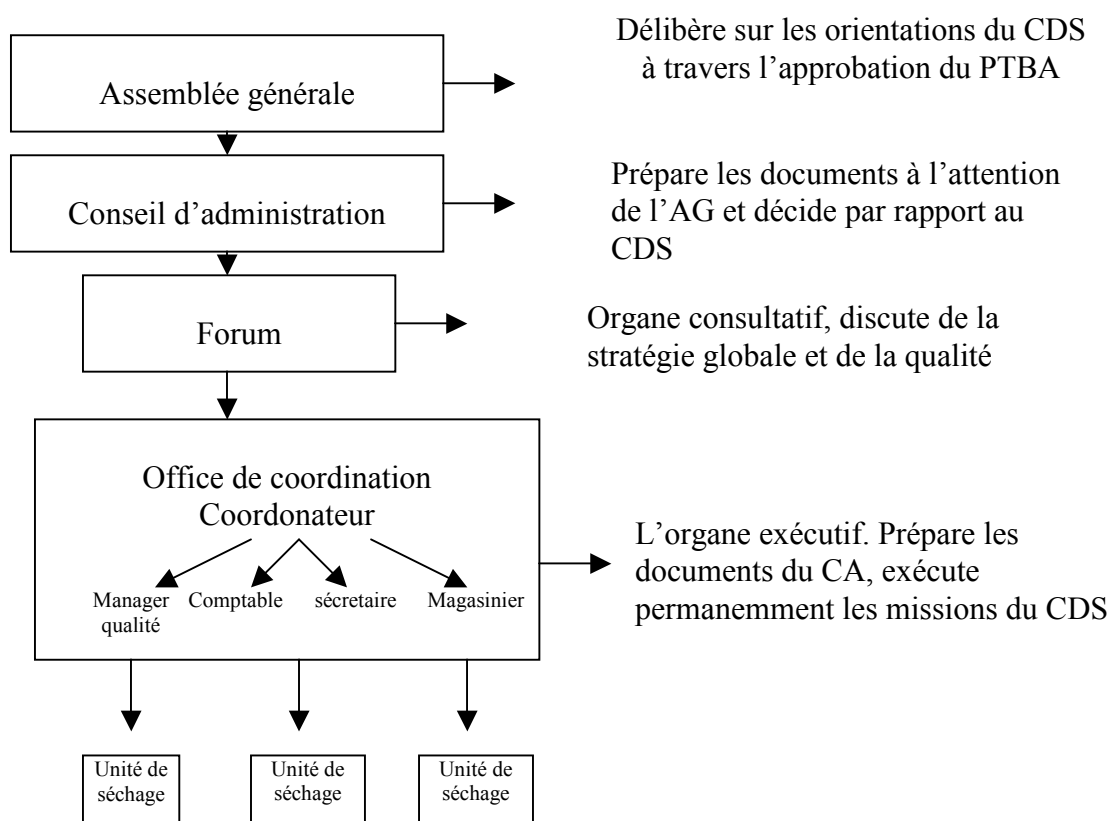 Délibère sur les orientations du CDS
à travers l'approbation du PTBA
Assemblée générale
Prépare les documents à l'attention
de l'AG et décide par rapport au
CDS
Conseil d'administration
Organe consultatif, discute de la
stratégie globale et de la qualité
Forum
Office de coordination
Coordonateur
Manager
qualité
Comptable
sécretaire
Magasinier
L'organe exécutif. Prépare les
documents du CA, exécute
permanemment les missions du CDS
Unité de
séchage
Unité de
séchage
Unité de
séchage